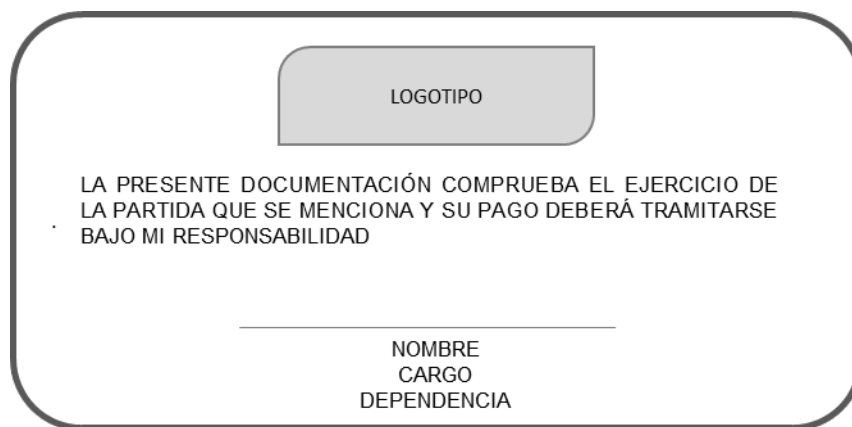 LOGOTIPO
LA PRESENTE DOCUMENTACIÓN COMPRUEBA EL EJERCICIO DE
LA PARTIDA QUE SE MENCIONA Y SU PAGO DEBERÁ TRAMITARSE
BAJO MI RESPONSABILIDAD
NOMBRE
CARGO
DEPENDENCIA